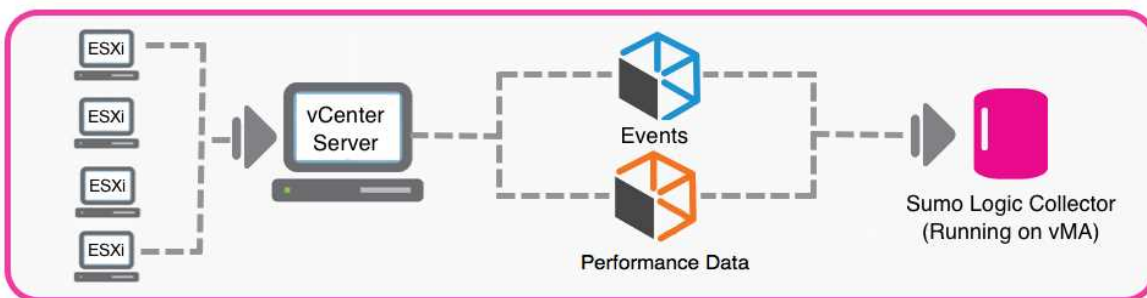 ESXi
ESXi
ESXi
ESXi
vCenter
Server
Events
Performance Data
Sumo Logic Collector
(Running on vMA)